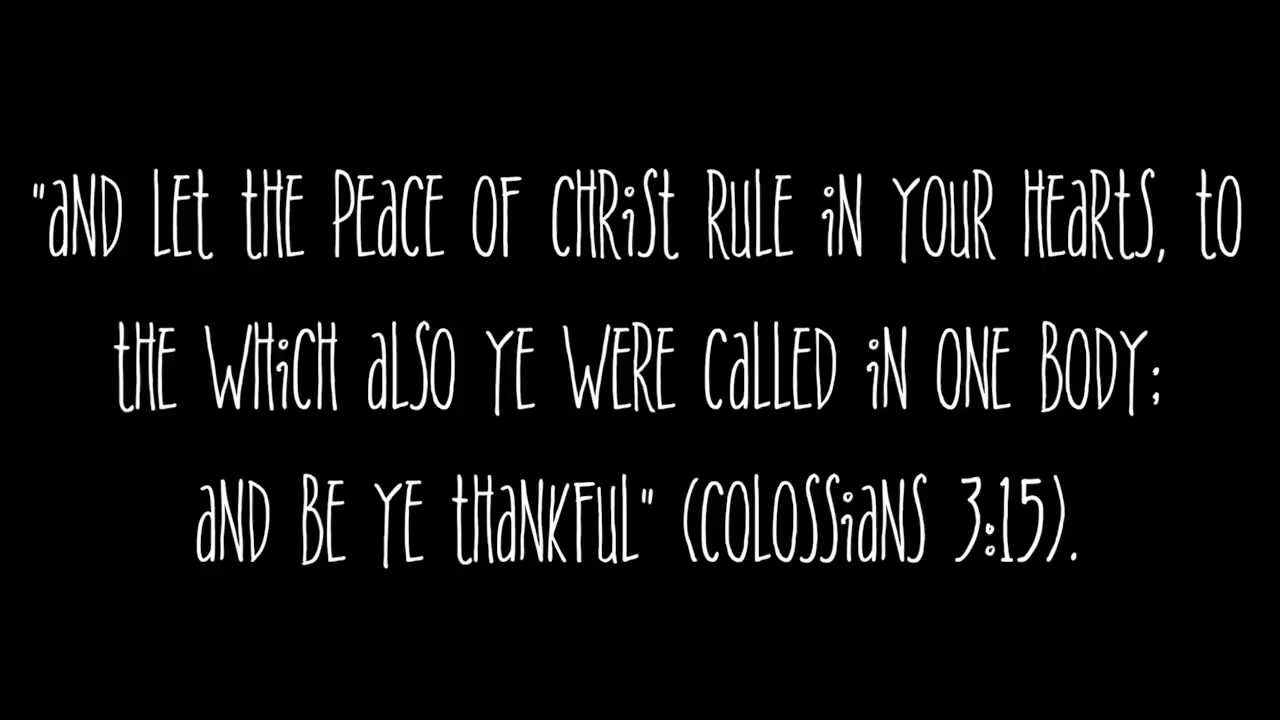 "and let the peace of Christ rule in your hearts, to
the which also ye were called in one body;
and be ye thankful" (Colossians 3:15).